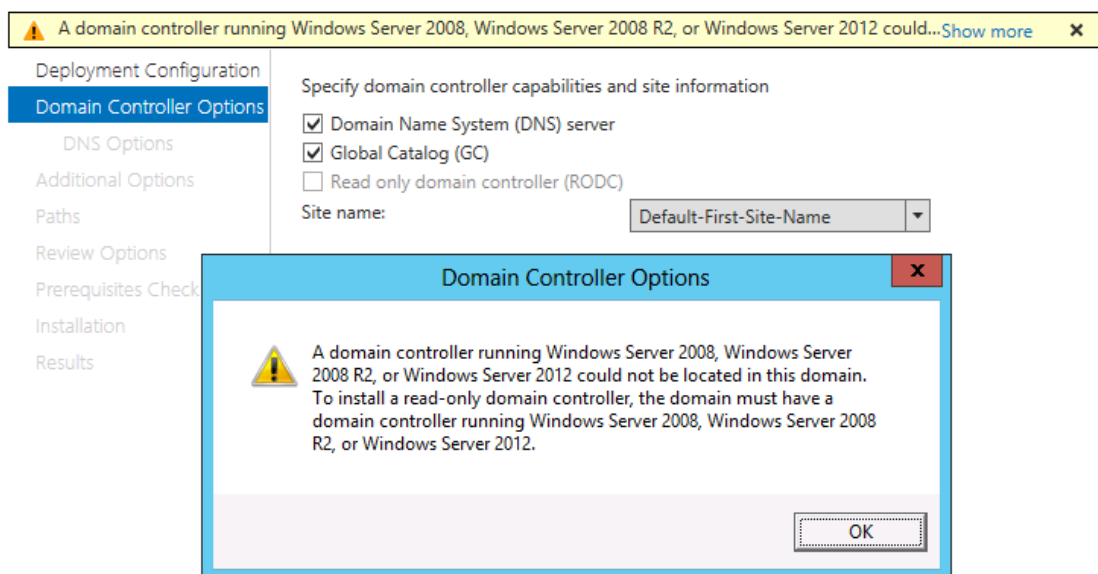 A domain controller running Windows Server 2008, Windows Server 2008 R2, or Windows Server 2012 could...Show more
Deployment Configuration
Domain Controller Options
DNS Options
Additional Options
Paths
Review Options
Prerequisites Check
Installation
Results
Specify domain controller capabilities and site information
Domain Name System (DNS) server
Global Catalog (GC)
Read only domain controller (RODC)
Site name:
Default-First-Site-Name
Domain Controller Options
x
A domain controller running Windows Server 2008, Windows Server
2008 R2, or Windows Server 2012 could not be located in this domain.
To install a read-only domain controller, the domain must have a
domain controller running Windows Server 2008, Windows Server 2008
R2, or Windows Server 2012.
OK